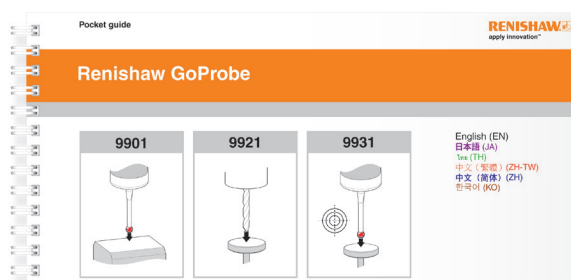 Pocket guide
RENISHAW
apply innovation™
Renishaw GoProbe
9901
9921
9931
English (EN)
日本語 (JA)
ไทย (TH)
中文（繁體）(ZH-TW)
中文（简体）(ZH)
한국어 (KO)